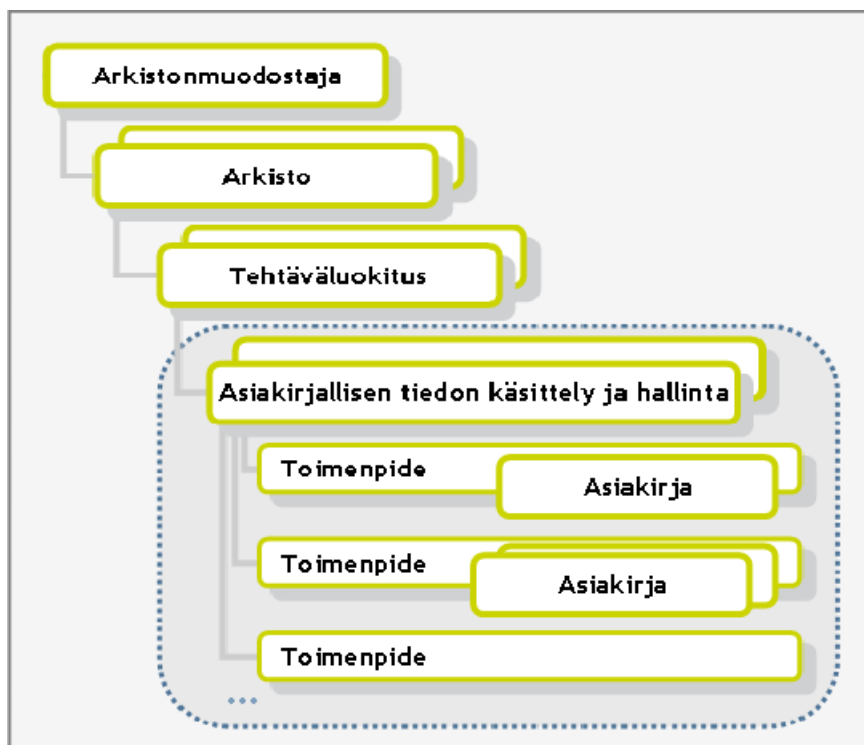 Arkistonmuodostaja
Arkisto
Tehtäväluokitus
Asiakirjallisen tiedon käsittely ja hallinta
Toimenpide
Asiakirja
Toimenpide
Asiakirja
Toimenpide
...